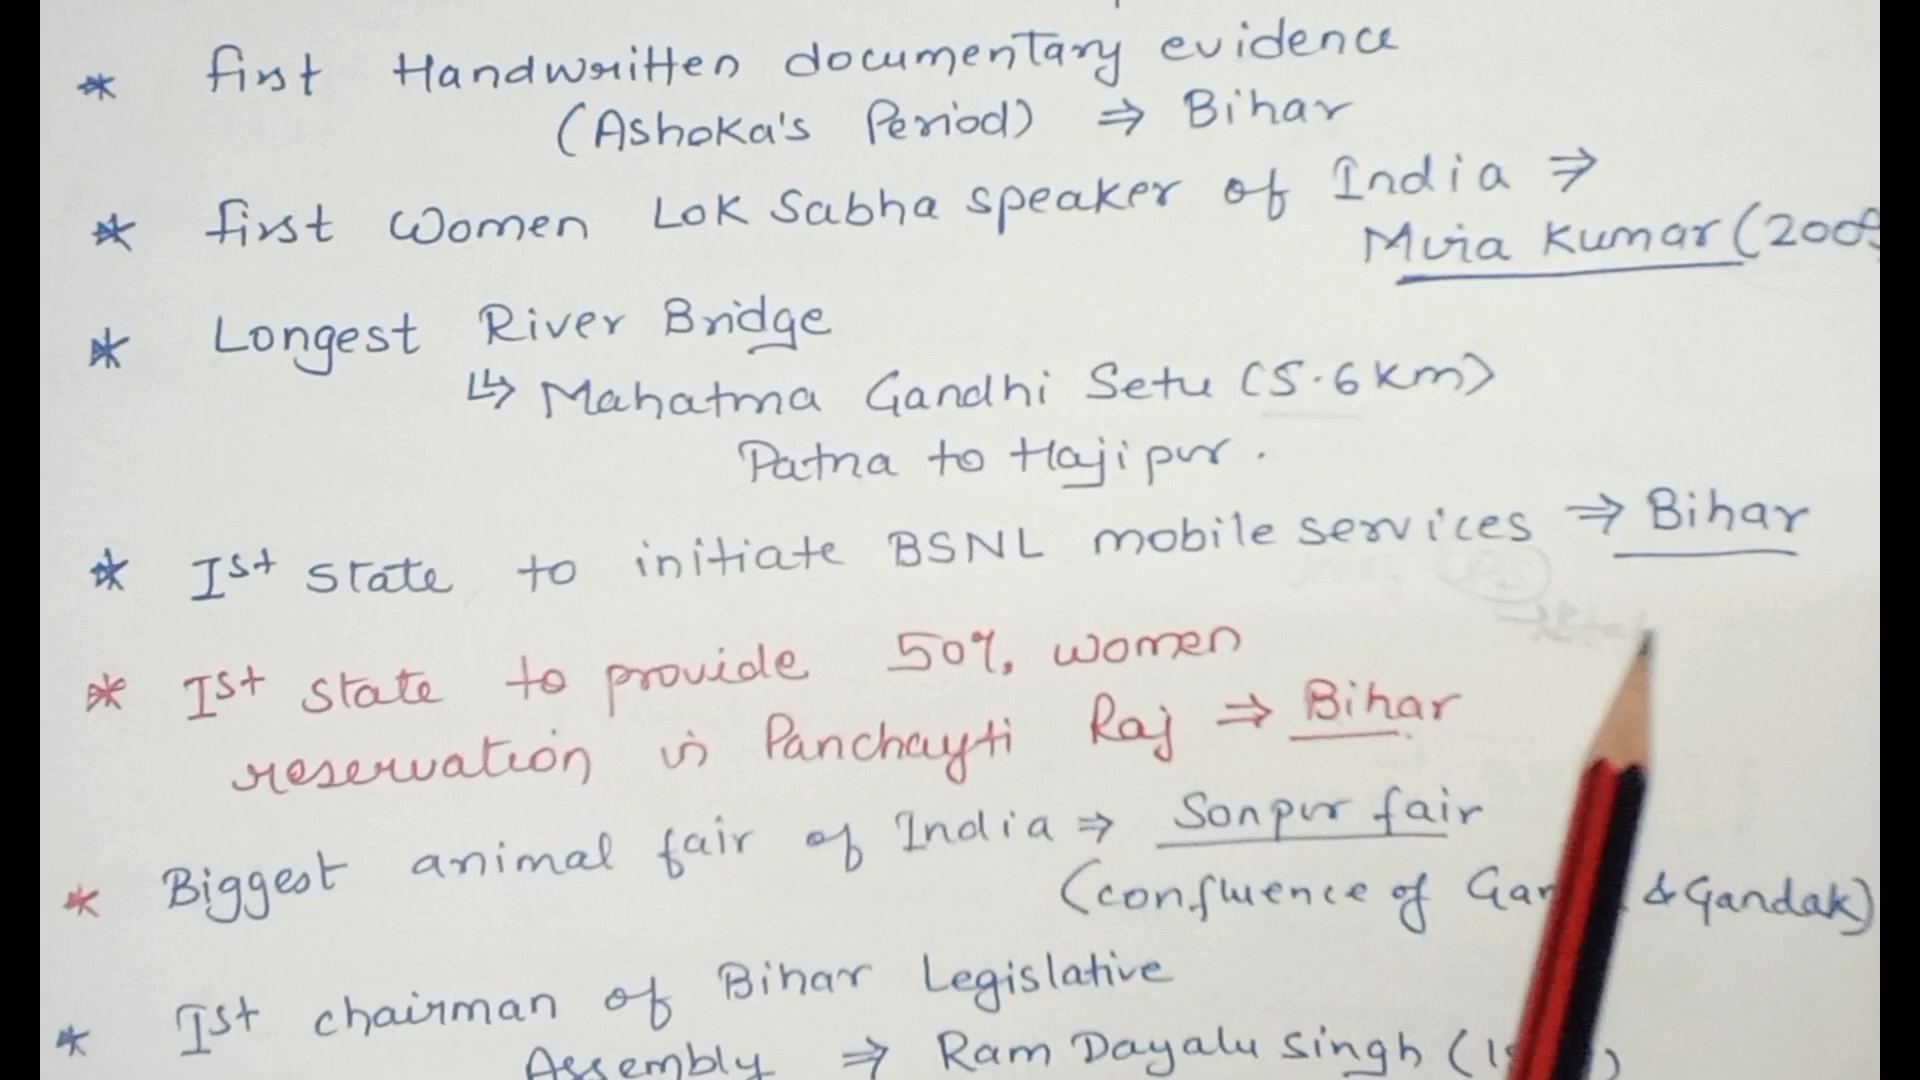 * first Handwritten documentary evidence
(Ashoka's Period) ⇒ Bihar
* first Women Lok Sabha speaker of India ⇒
Mira Kumar (2009
* Longest River Bridge
↳ Mahatma Gandhi Setu (5.6 Km)
Patna to Hajipur.
* Ist state to initiate BSNL mobile services ⇒ Bihar
* Ist state to provide 50% women
reservation in Panchayti Raj ⇒ Bihar
* Biggest animal fair of India ⇒ Sonpur fair
(confluence of & Gandak)
* Ist chairman of Bihar Legislative
Assembly ⇒ Ram Dayalu Singh